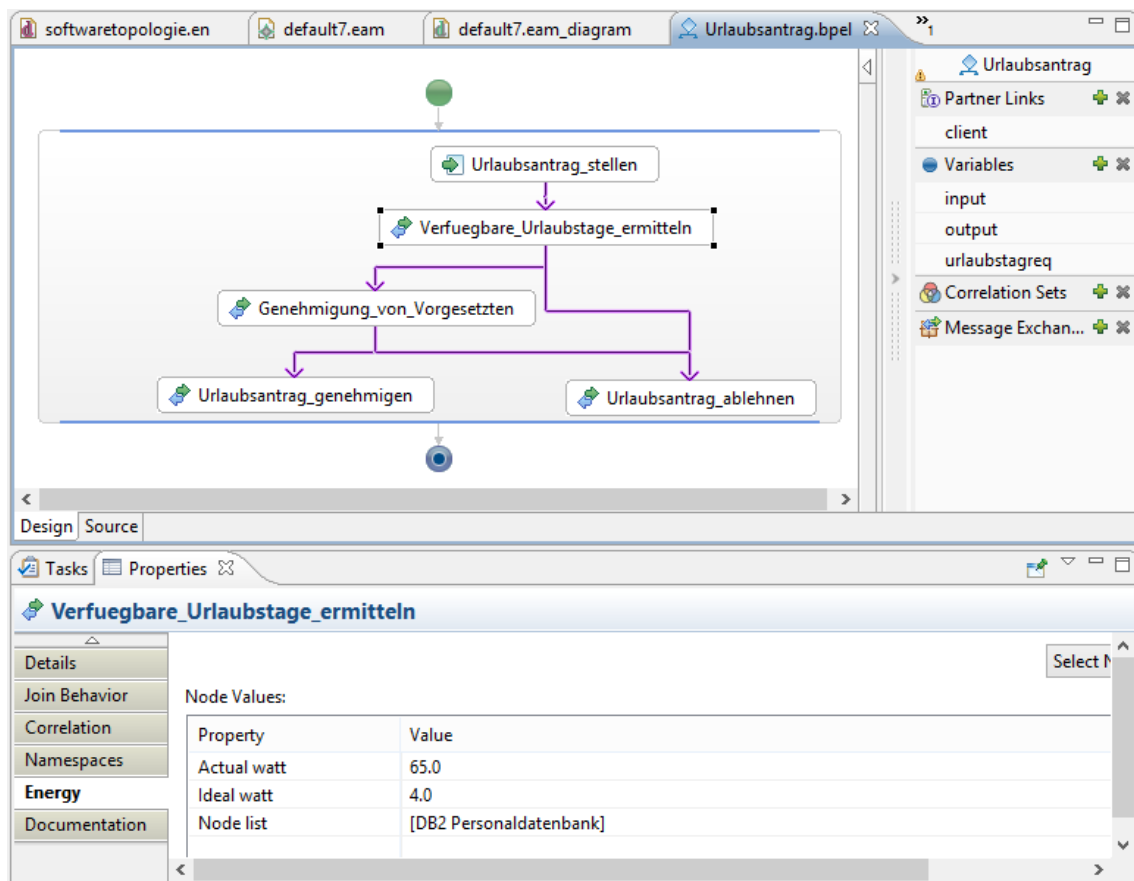 softwaretopologie.en default7.eam default7.eam_diagram Urlaubsantrag.bpel »1
Urlaubsantrag
Partner Links
client
Variables
input
output
urlaubstagreq
Correlation Sets
Message Exchan...
Urlaubsantrag_stellen
Verfuegbare_Urlaubstage_ermitteln
Genehmigung_von_Vorgesetzten
Urlaubsantrag_genehmigen
Urlaubsantrag_ablehnen
Design Source
Tasks Properties
Verfuegbare_Urlaubstage_ermitteln
Details
Join Behavior
Correlation
Namespaces
Energy
Documentation
Select N
Node Values:
Property Value
Actual watt 65.0
Ideal watt 4.0
Node list [DB2 Personaldatenbank]